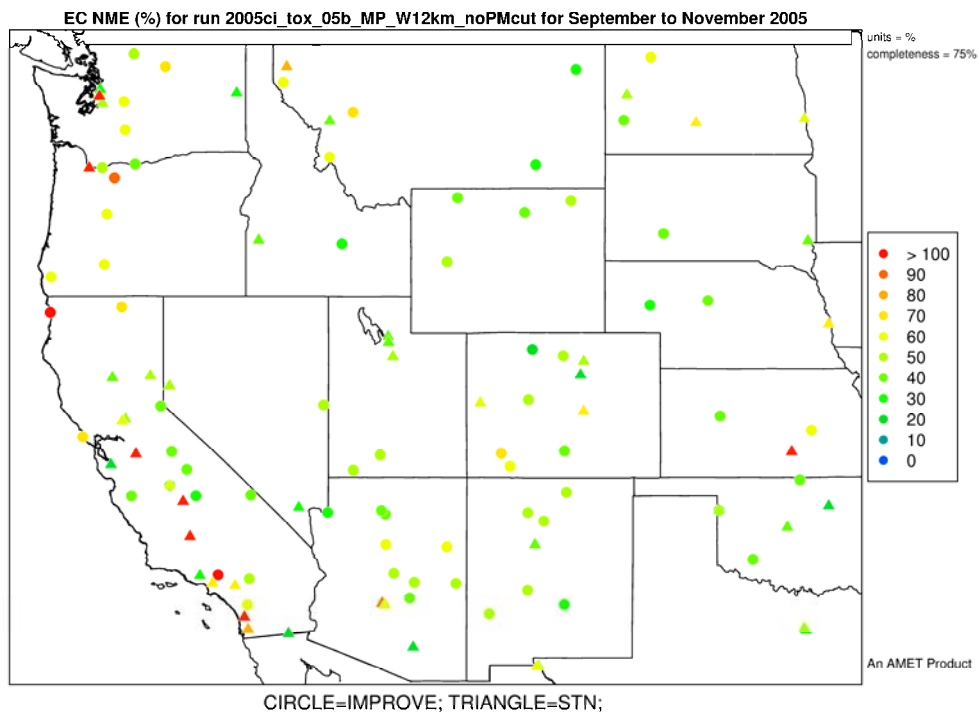 EC NME (%) for run 2005ci_tox_05b_MP_W12km_noPMcut for September to November 2005
units = %
completeness = 75%
> 100
90
80
70
60
50
40
30
20
10
0
An AMET Product
CIRCLE=IMPROVE; TRIANGLE=STN;